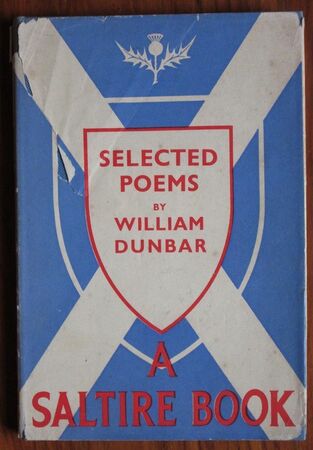 SELECTED
POEMS
BY
WILLIAM
DUNBAR
A
SALTIRE BOOK